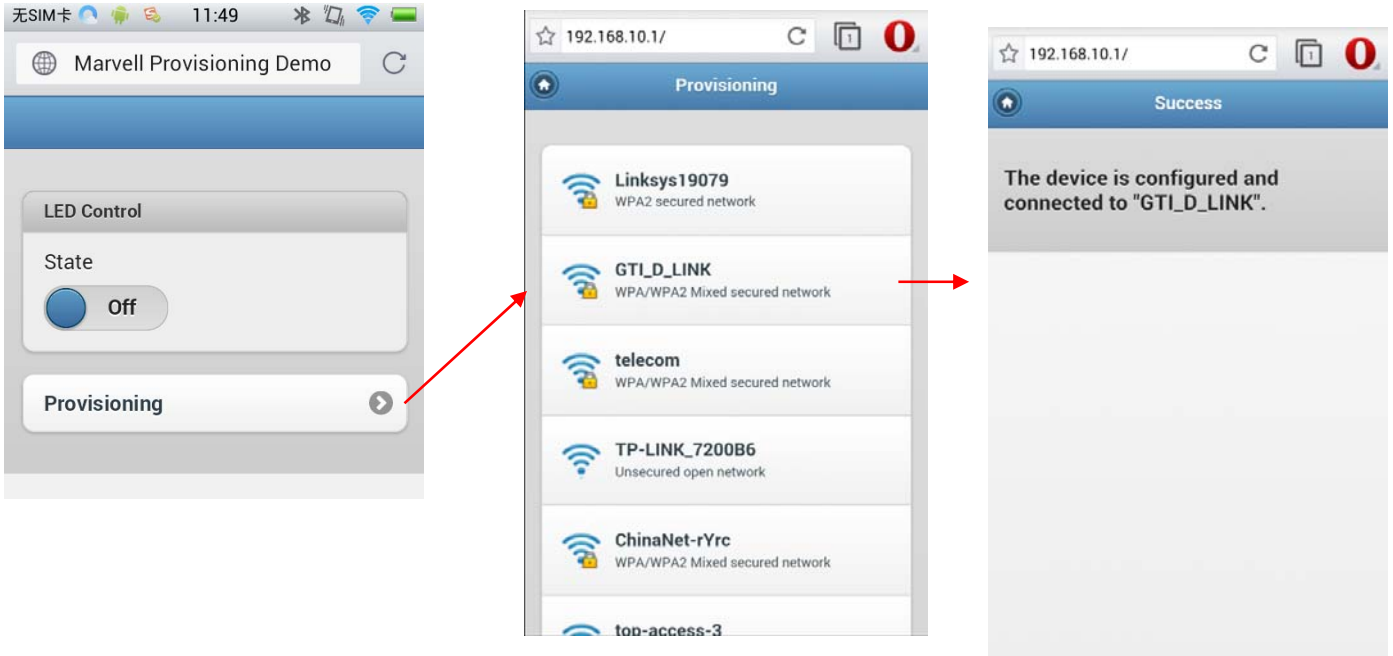 无SIM卡 11:49
Marvell Provisioning Demo
LED Control
State
Off
Provisioning
192.168.10.1/ 1
Provisioning
Linksys19079
WPA2 secured network
GTI_D_LINK
WPA/WPA2 Mixed secured network
telecom
WPA/WPA2 Mixed secured network
TP-LINK_7200B6
Unsecured open network
ChinaNet-rYrc
WPA/WPA2 Mixed secured network
top-access-3
192.168.10.1/ 1
Success
The device is configured and
connected to "GTI_D_LINK".